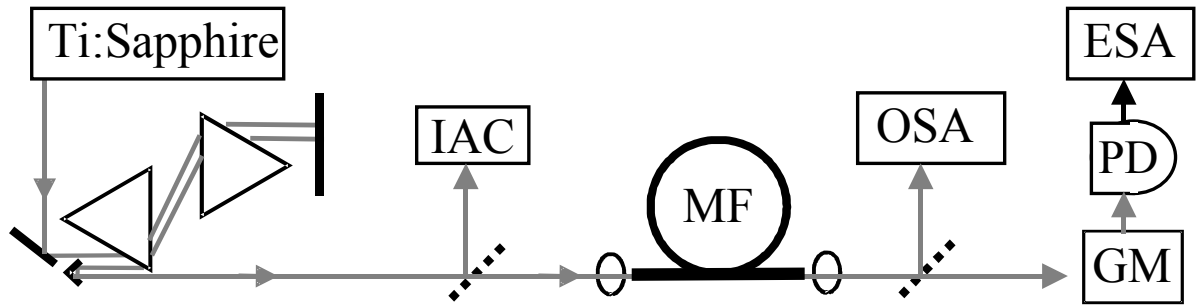 Ti:Sapphire
IAC
MF
OSA
ESA
PD
GM